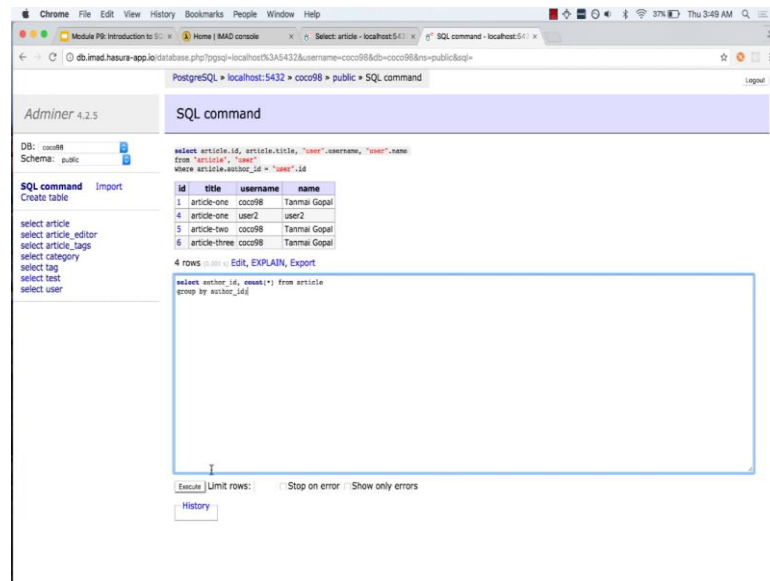 Chrome File Edit View History Bookmarks People Window Help 37% Thu 3:49 AM
Module P9: Introduction to SQ
Home | IMAD console
Select: article - localhost:543
SQL command - localhost:543
db.imad.hasura-app.io/database.php?pgsql=localhost%3A5432&username=coco98&db=coco98&ns=public&sql=
PostgreSQL » localhost:5432 » coco98 » public » SQL command
Logout
Adminer 4.2.5
DB: coco98
Schema: public
SQL command Import
Create table
select article
select article_editor
select article_tags
select category
select tag
select test
select user
SQL command
select article.id, article.title, "user".username, "user".name
from "article", "user"
where article.author_id = "user".id
id title username name
1 article-one coco98 Tanmai Gopal
4 article-one user2 user2
5 article-two coco98 Tanmai Gopal
6 article-three coco98 Tanmai Gopal
4 rows (0.001 s) Edit, EXPLAIN, Export
select author_id, count(*) from article
group by author_id;
Execute Limit rows: Stop on error Show only errors
History